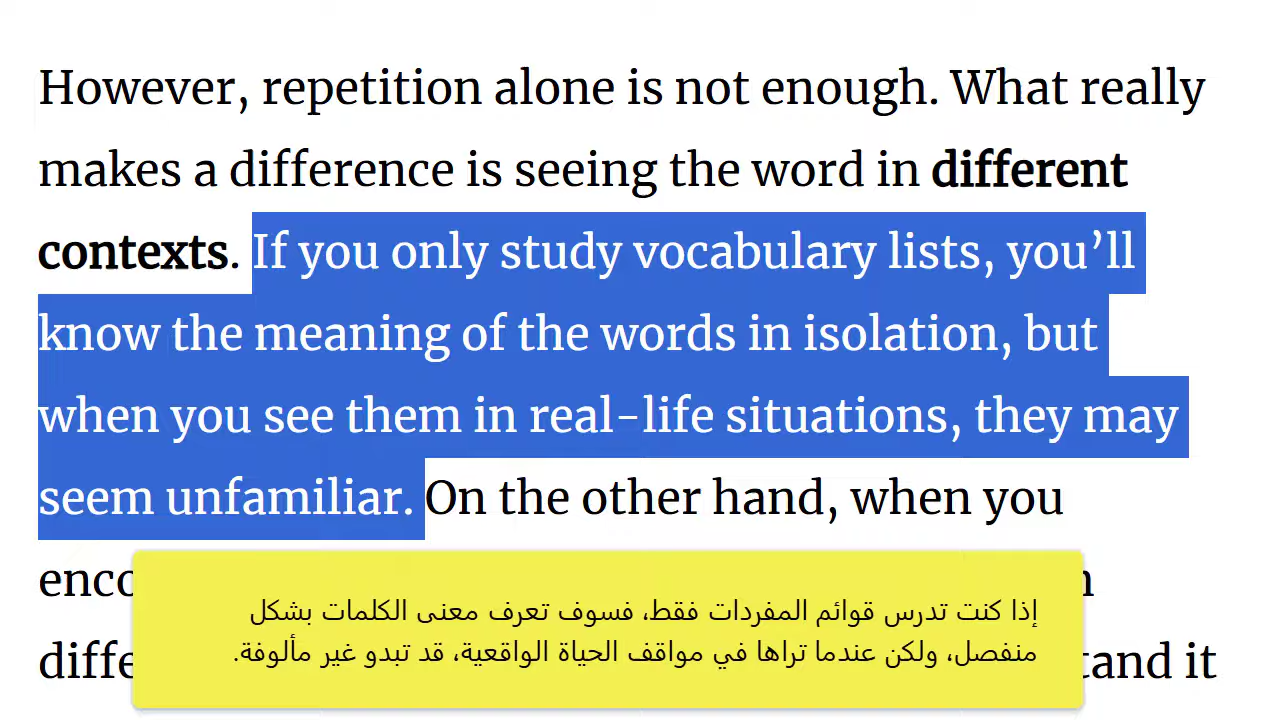 However, repetition alone is not enough. What really
makes a difference is seeing the word in different
contexts. If you only study vocabulary lists, you’ll
know the meaning of the words in isolation, but
when you see them in real-life situations, they may
seem unfamiliar. On the other hand, when you
إذا كنت تدرس قوائم المفردات فقط، فسوف تعرف معنى الكلمات بشكل
منفصل، ولكن عندما تراها في مواقف الحياة الواقعية، قد تبدو غير مألوفة.
it